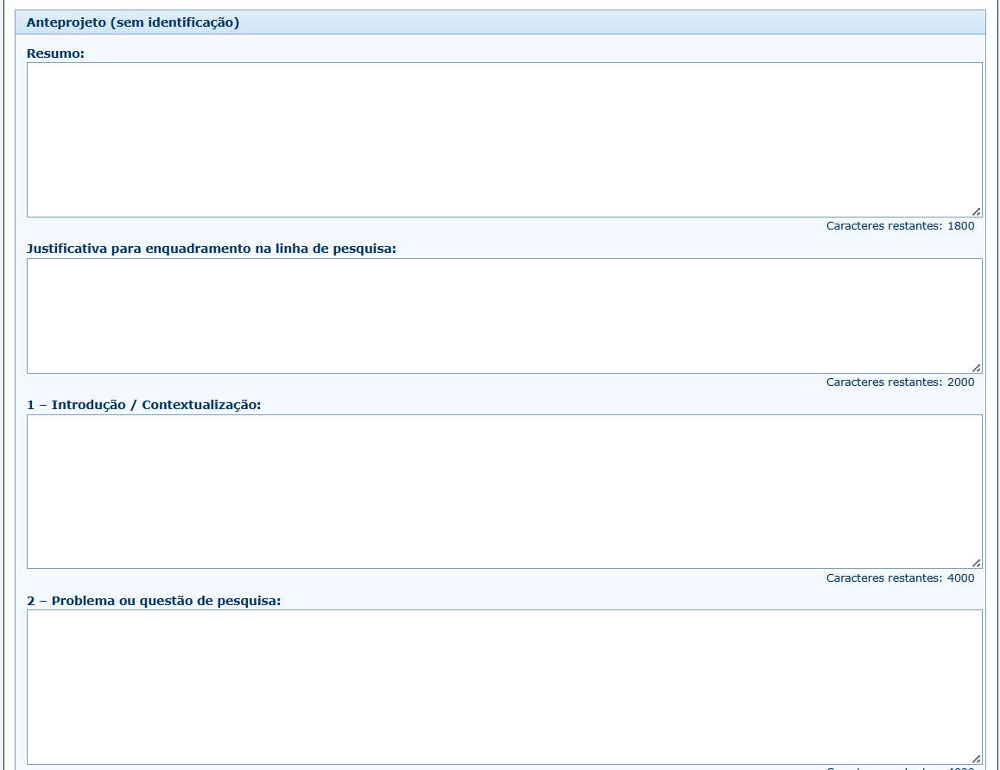 Anteprojeto (sem identificação)
Resumo:
Caracteres restantes: 1800
Justificativa para enquadramento na linha de pesquisa:
Caracteres restantes: 2000
1 – Introdução / Contextualização:
Caracteres restantes: 4000
2 – Problema ou questão de pesquisa: